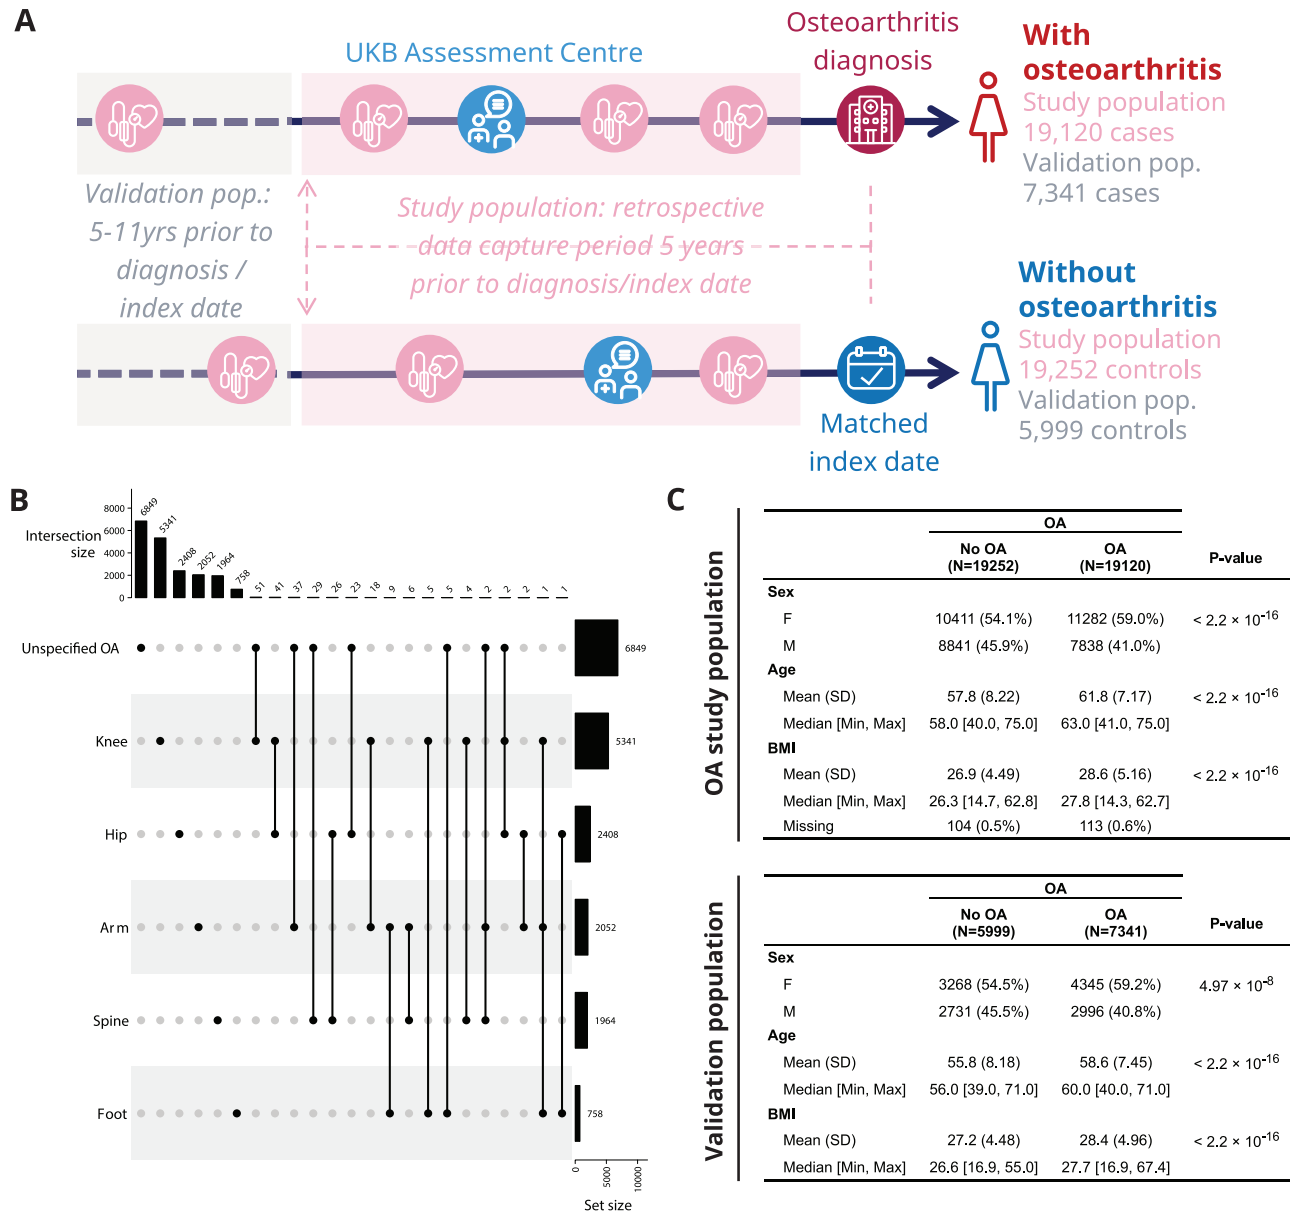 A
UKB Assessment Centre
Osteoarthritis
diagnosis
With
osteoarthritis
Study population
19,120 cases
Validation pop.
7,341 cases
Validation pop.:
5-11yrs prior to
diagnosis /
index date
Study population: retrospective
data capture period 5 years
prior to diagnosis/index date
Without
osteoarthritis
Study population
19,252 controls
Validation pop.
5,999 controls
Matched
index date
B
Intersection
size
8000
6000
4000
2000
0
6849
5341
2408
2052
1964
758
51
41
37
29
26
23
18
9
6
5
5
4
2
2
2
1
1
Unspecified OA
6849
Knee
5341
Hip
2408
Arm
2052
Spine
1964
Foot
758
0
5000
10000
Set size
C
OA study population
OA
No OA
(N=19252)
OA
(N=19120)
P-value
Sex
F 10411 (54.1%) 11282 (59.0%) < 2.2 × 10-16
M 8841 (45.9%) 7838 (41.0%)
Age
Mean (SD) 57.8 (8.22) 61.8 (7.17) < 2.2 × 10-16
Median [Min, Max] 58.0 [40.0, 75.0] 63.0 [41.0, 75.0]
BMI
Mean (SD) 26.9 (4.49) 28.6 (5.16) < 2.2 × 10-16
Median [Min, Max] 26.3 [14.7, 62.8] 27.8 [14.3, 62.7]
Missing 104 (0.5%) 113 (0.6%)
Validation population
OA
No OA
(N=5999)
OA
(N=7341)
P-value
Sex
F 3268 (54.5%) 4345 (59.2%) 4.97 × 10-8
M 2731 (45.5%) 2996 (40.8%)
Age
Mean (SD) 55.8 (8.18) 58.6 (7.45) < 2.2 × 10-16
Median [Min, Max] 56.0 [39.0, 71.0] 60.0 [40.0, 71.0]
BMI
Mean (SD) 27.2 (4.48) 28.4 (4.96) < 2.2 × 10-16
Median [Min, Max] 26.6 [16.9, 55.0] 27.7 [16.9, 67.4]